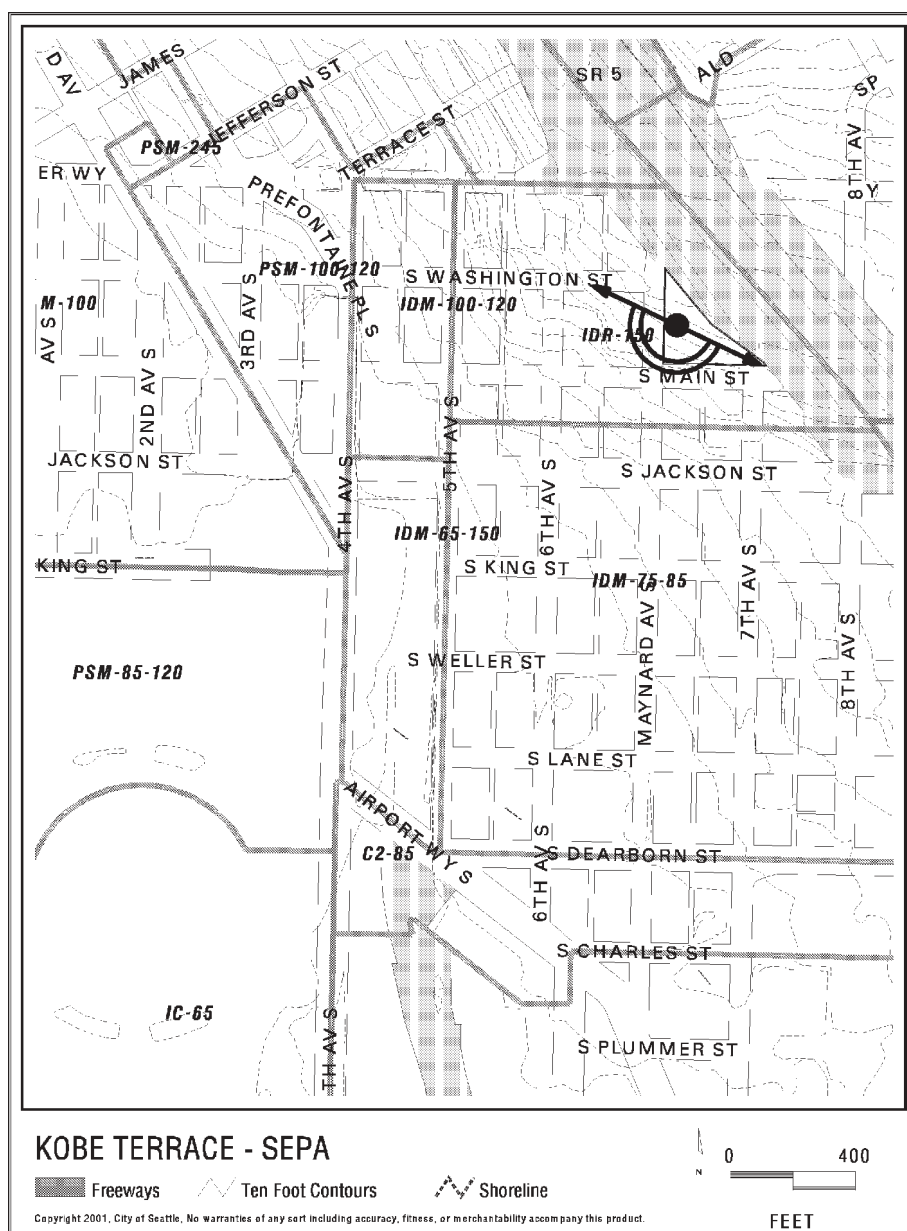 D AV
JAMES
JEFFERSON ST
TERRACE ST
SR 5
ALD
SP
8TH AV
PSM-245
ER WY
Y
PREFONTAINE PL S
PSM-100-120
3RD AV S
S WASHINGTON ST
M-100
IDM-100-120
AV S
2ND AV S
IDR-150
S MAIN ST
5TH AV S
JACKSON ST
4TH AV S
6TH AV S
S JACKSON ST
IDM-65-150
KING ST
S KING ST
IDM-75-85
7TH AV S
MAYNARD AV S
8TH AV S
S WELLER ST
PSM-85-120
S LANE ST
AIRPORT WY S
C2-85
6TH AV S
S DEARBORN ST
S CHARLES ST
IC-65
TH AV S
S PLUMMER ST
KOBE TERRACE - SEPA
Freeways
Ten Foot Contours
Shoreline
N
0 400
FEET
Copyright 2001, City of Seattle, No warranties of any sort including accuracy, fitness, or merchantability accompany this product.